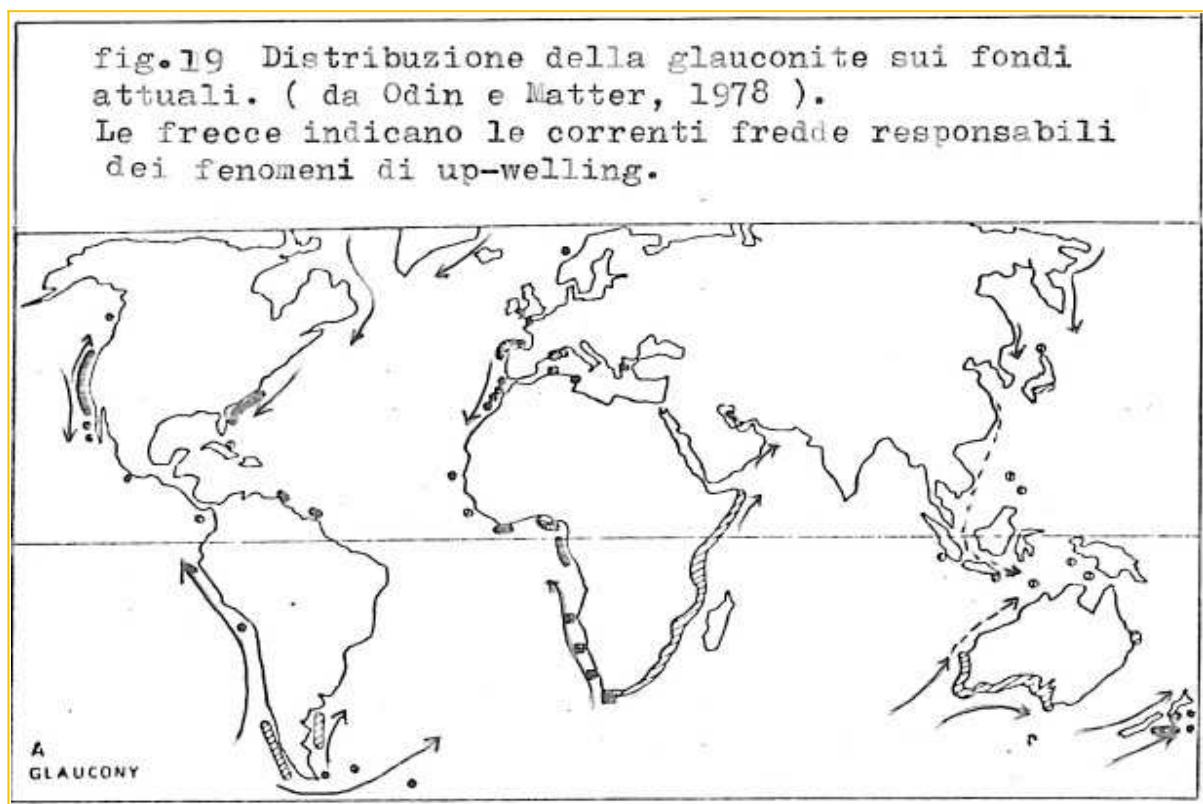 fig.19 Distribuzione della glauconite sui fondi
attuali. ( da Odin e Matter, 1978 ).
Le frecce indicano le correnti fredde responsabili
dei fenomeni di up-welling.
A
GLAUCONY